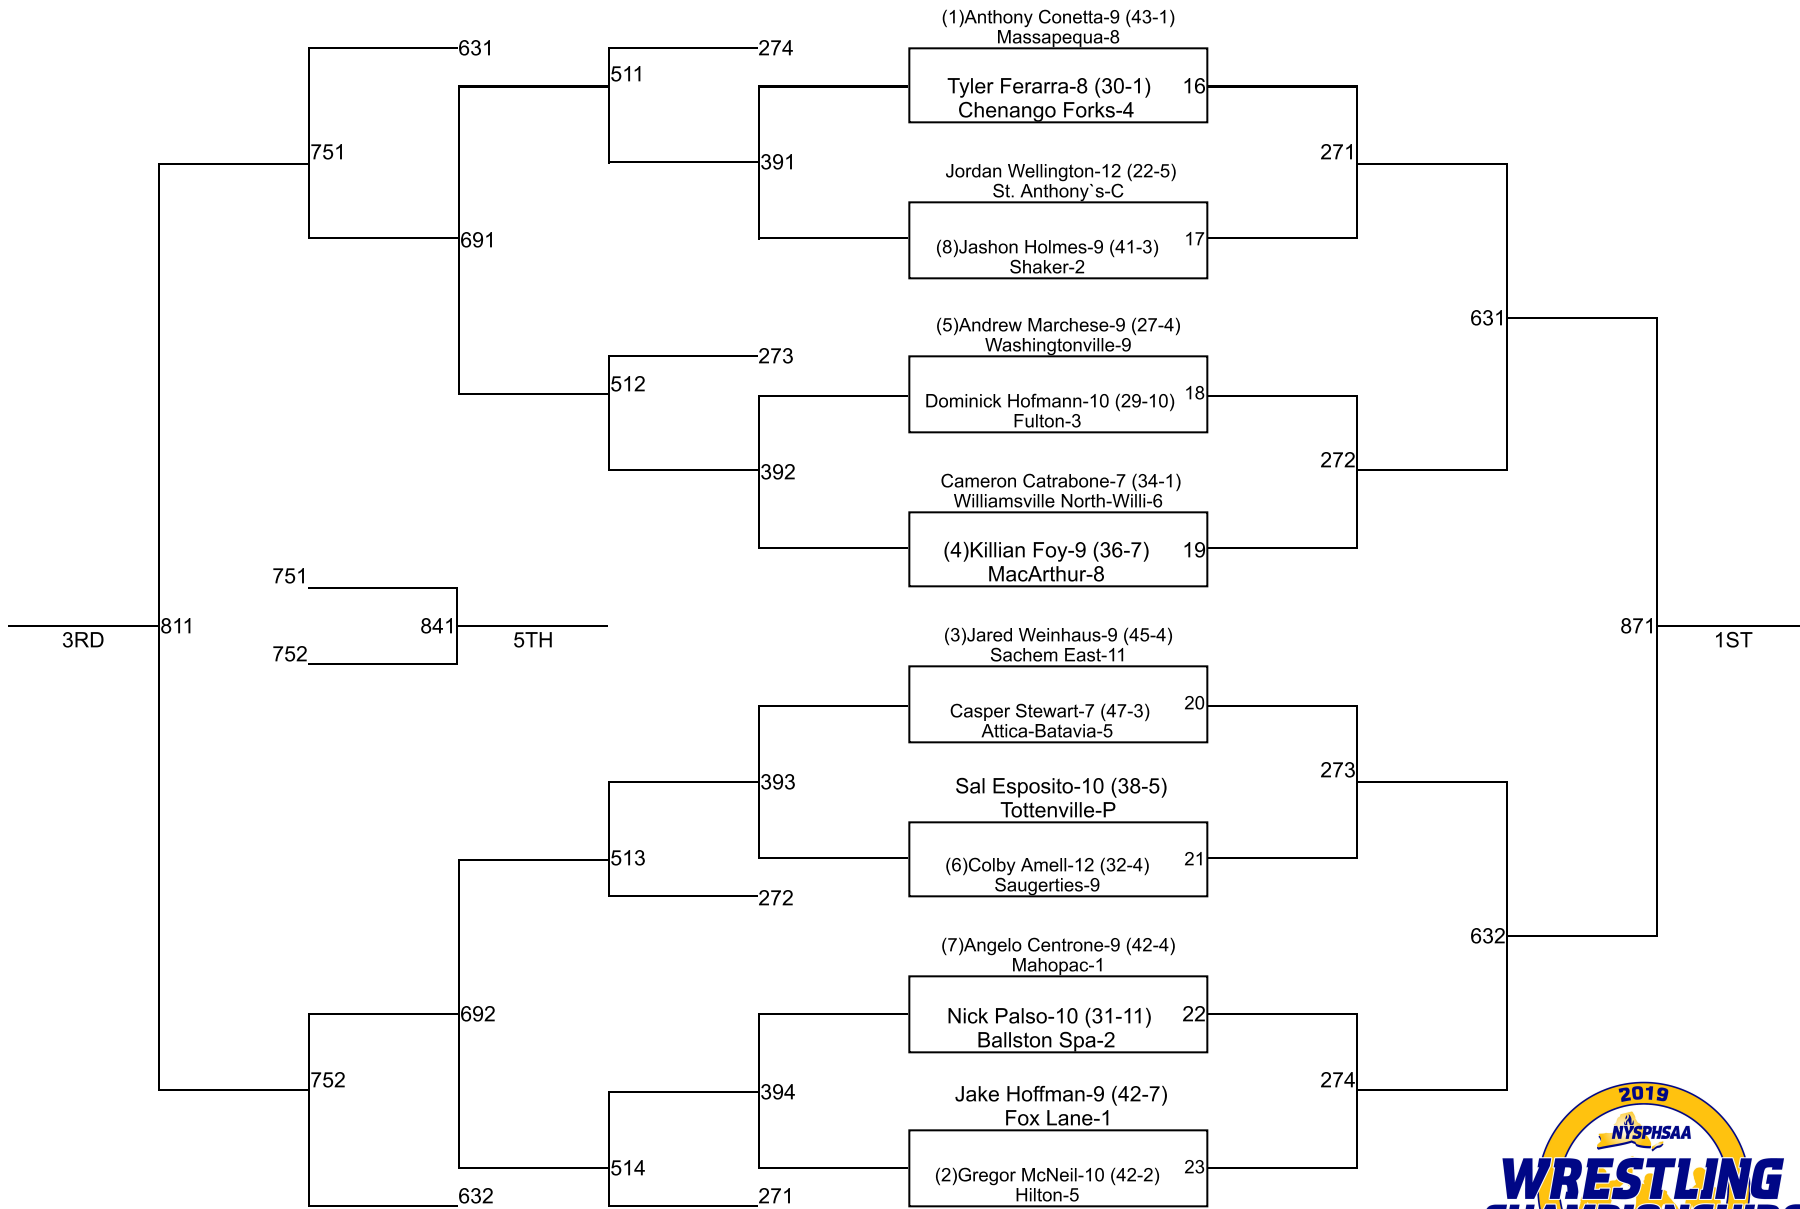 (1)Anthony Conetta-9 (43-1)
Massapequa-8
631
274
511
Tyler Ferarra-8 (30-1)
16
Chenango Forks-4
751
391
271
Jordan Wellington-12 (22-5)
St. Anthony`s-C
691
(8)Jashon Holmes-9 (41-3)
17
Shaker-2
(5)Andrew Marchese-9 (27-4)
Washingtonville-9
631
273
512
Dominick Hofmann-10 (29-10)
18
Fulton-3
392
272
Cameron Catrabone-7 (34-1)
Williamsville North-Willi-6
(4)Killian Foy-9 (36-7)
19
MacArthur-8
751
811
3RD
841
5TH
752
871
1ST
(3)Jared Weinhaus-9 (45-4)
Sachem East-11
Casper Stewart-7 (47-3)
20
Attica-Batavia-5
393
273
Sal Esposito-10 (38-5)
Tottenville-P
513
(6)Colby Amell-12 (32-4)
21
Saugerties-9
272
632
(7)Angelo Centrone-9 (42-4)
Mahopac-1
692
Nick Palso-10 (31-11)
22
Ballston Spa-2
752
394
274
Jake Hoffman-9 (42-7)
Fox Lane-1
514
(2)Gregor McNeil-10 (42-2)
23
Hilton-5
632
271
2019
NYSPHSAA
WRESTLING
CHAMPIONSHIPS